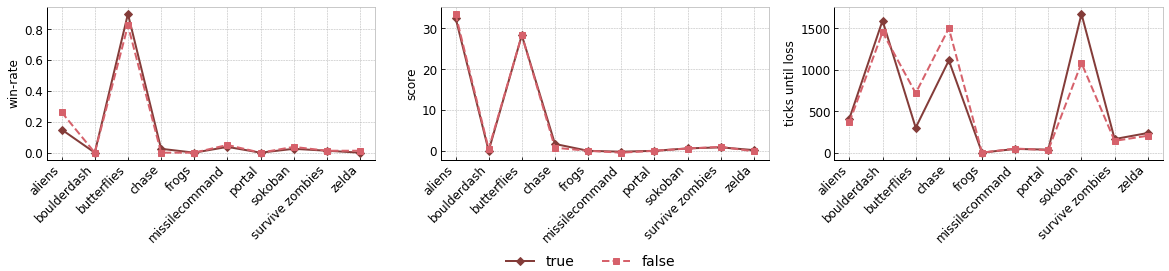 win-rate
0.8
0.6
0.4
0.2
0.0
aliens
boulderdash
butterflies
chase
frogs
missilecommand
portal
sokoban
survive zombies
zelda
score
30
20
10
0
aliens
boulderdash
butterflies
chase
frogs
missilecommand
portal
sokoban
survive zombies
zelda
ticks until loss
1500
1000
500
0
aliens
boulderdash
butterflies
chase
frogs
missilecommand
portal
sokoban
survive zombies
zelda
true false